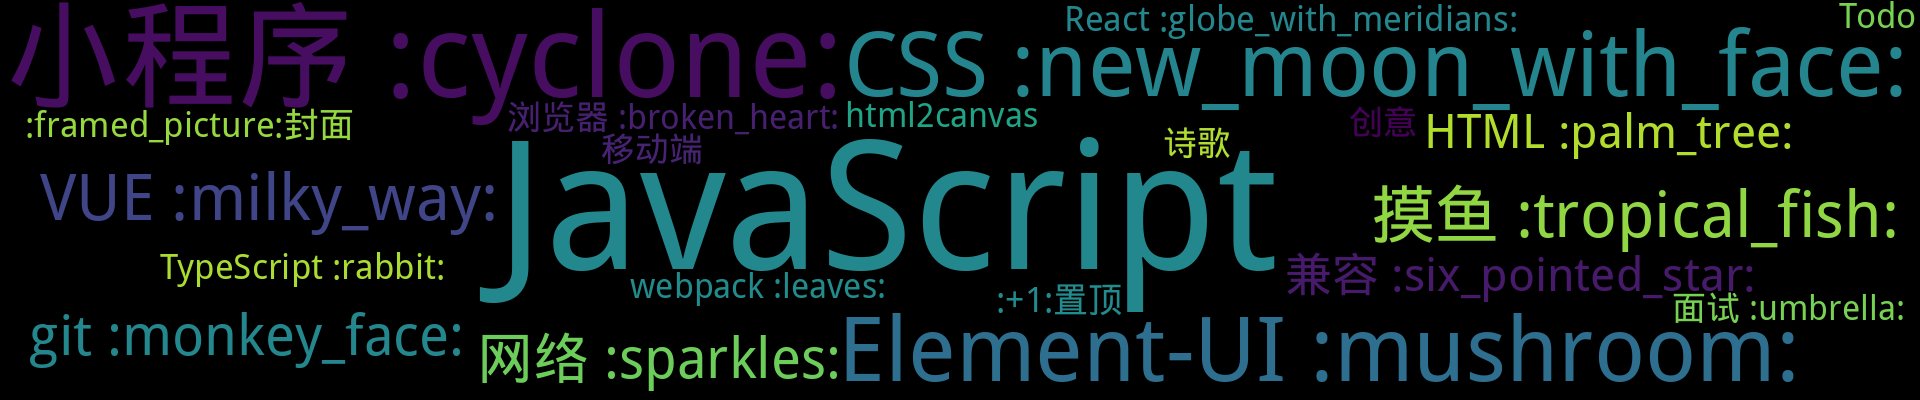 小程序 :cyclone:
CSS :new_moon_with_face:
React :globe_with_meridians:
Todo
:framed_picture:封面
浏览器 :broken_heart:
html2canvas
移动端
诗歌
创意
HTML :palm_tree:
VUE :milky_way:
JavaScript
摸鱼 :tropical_fish:
TypeScript :rabbit:
webpack :leaves:
:+1:置顶
兼容 :six_pointed_star:
面试 :umbrella:
git :monkey_face:
网络 :sparkles:
Element-UI :mushroom: